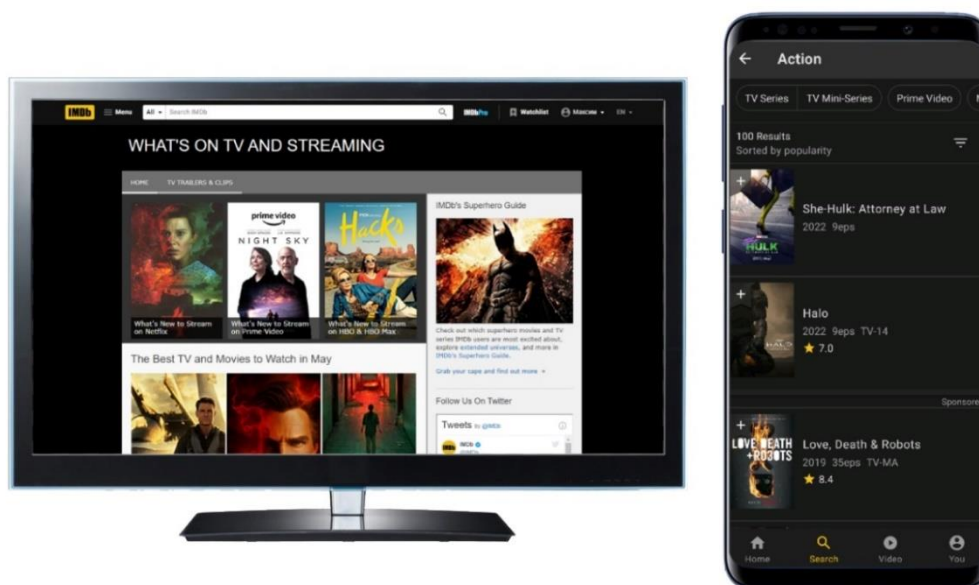 IMDb Menu All Search IMDb IMDbPro Watchlist EN
WHAT'S ON TV AND STREAMING
HOME TV TRAILERS & CLIPS
prime video
NIGHT SKY
Hacks
What's New to Stream
on Netflix
What's New to Stream
on Prime Video
What's New to Stream
on HBO & HBO Max
The Best TV and Movies to Watch in May
IMDb's Superhero Guide
Check out which superhero movies and TV
series IMDb users are most excited about,
explore extended universes, and more in
IMDb's Superhero Guide.
Grab your cape and find out more
Follow Us On Twitter
Tweets by @IMDb
IMDb
Action
TV Series TV Mini-Series Prime Video
100 Results
Sorted by popularity
HULK
She-Hulk: Attorney at Law
2022 9eps
HALO
Halo
2022 9eps TV-14
7.0
Sponsore
LOVE DEATH
+ROBOTS
Love, Death & Robots
2019 35eps TV-MA
8.4
Home Search Video You